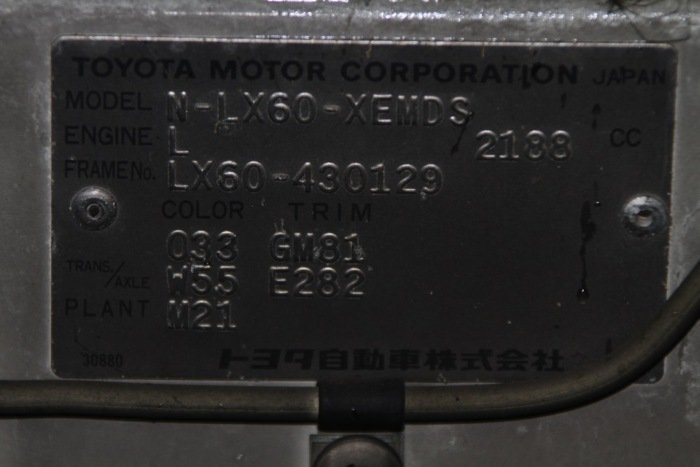 TOYOTA MOTOR CORPORATION JAPAN
MODEL N-LX60-XEMDS
ENGINE L 2188 CC
FRAME No. LX60-430129
COLOR TRIM
033 GM81
TRANS./AXLE W55 E282
PLANT M21
30880 トヨタ自動車株式会社